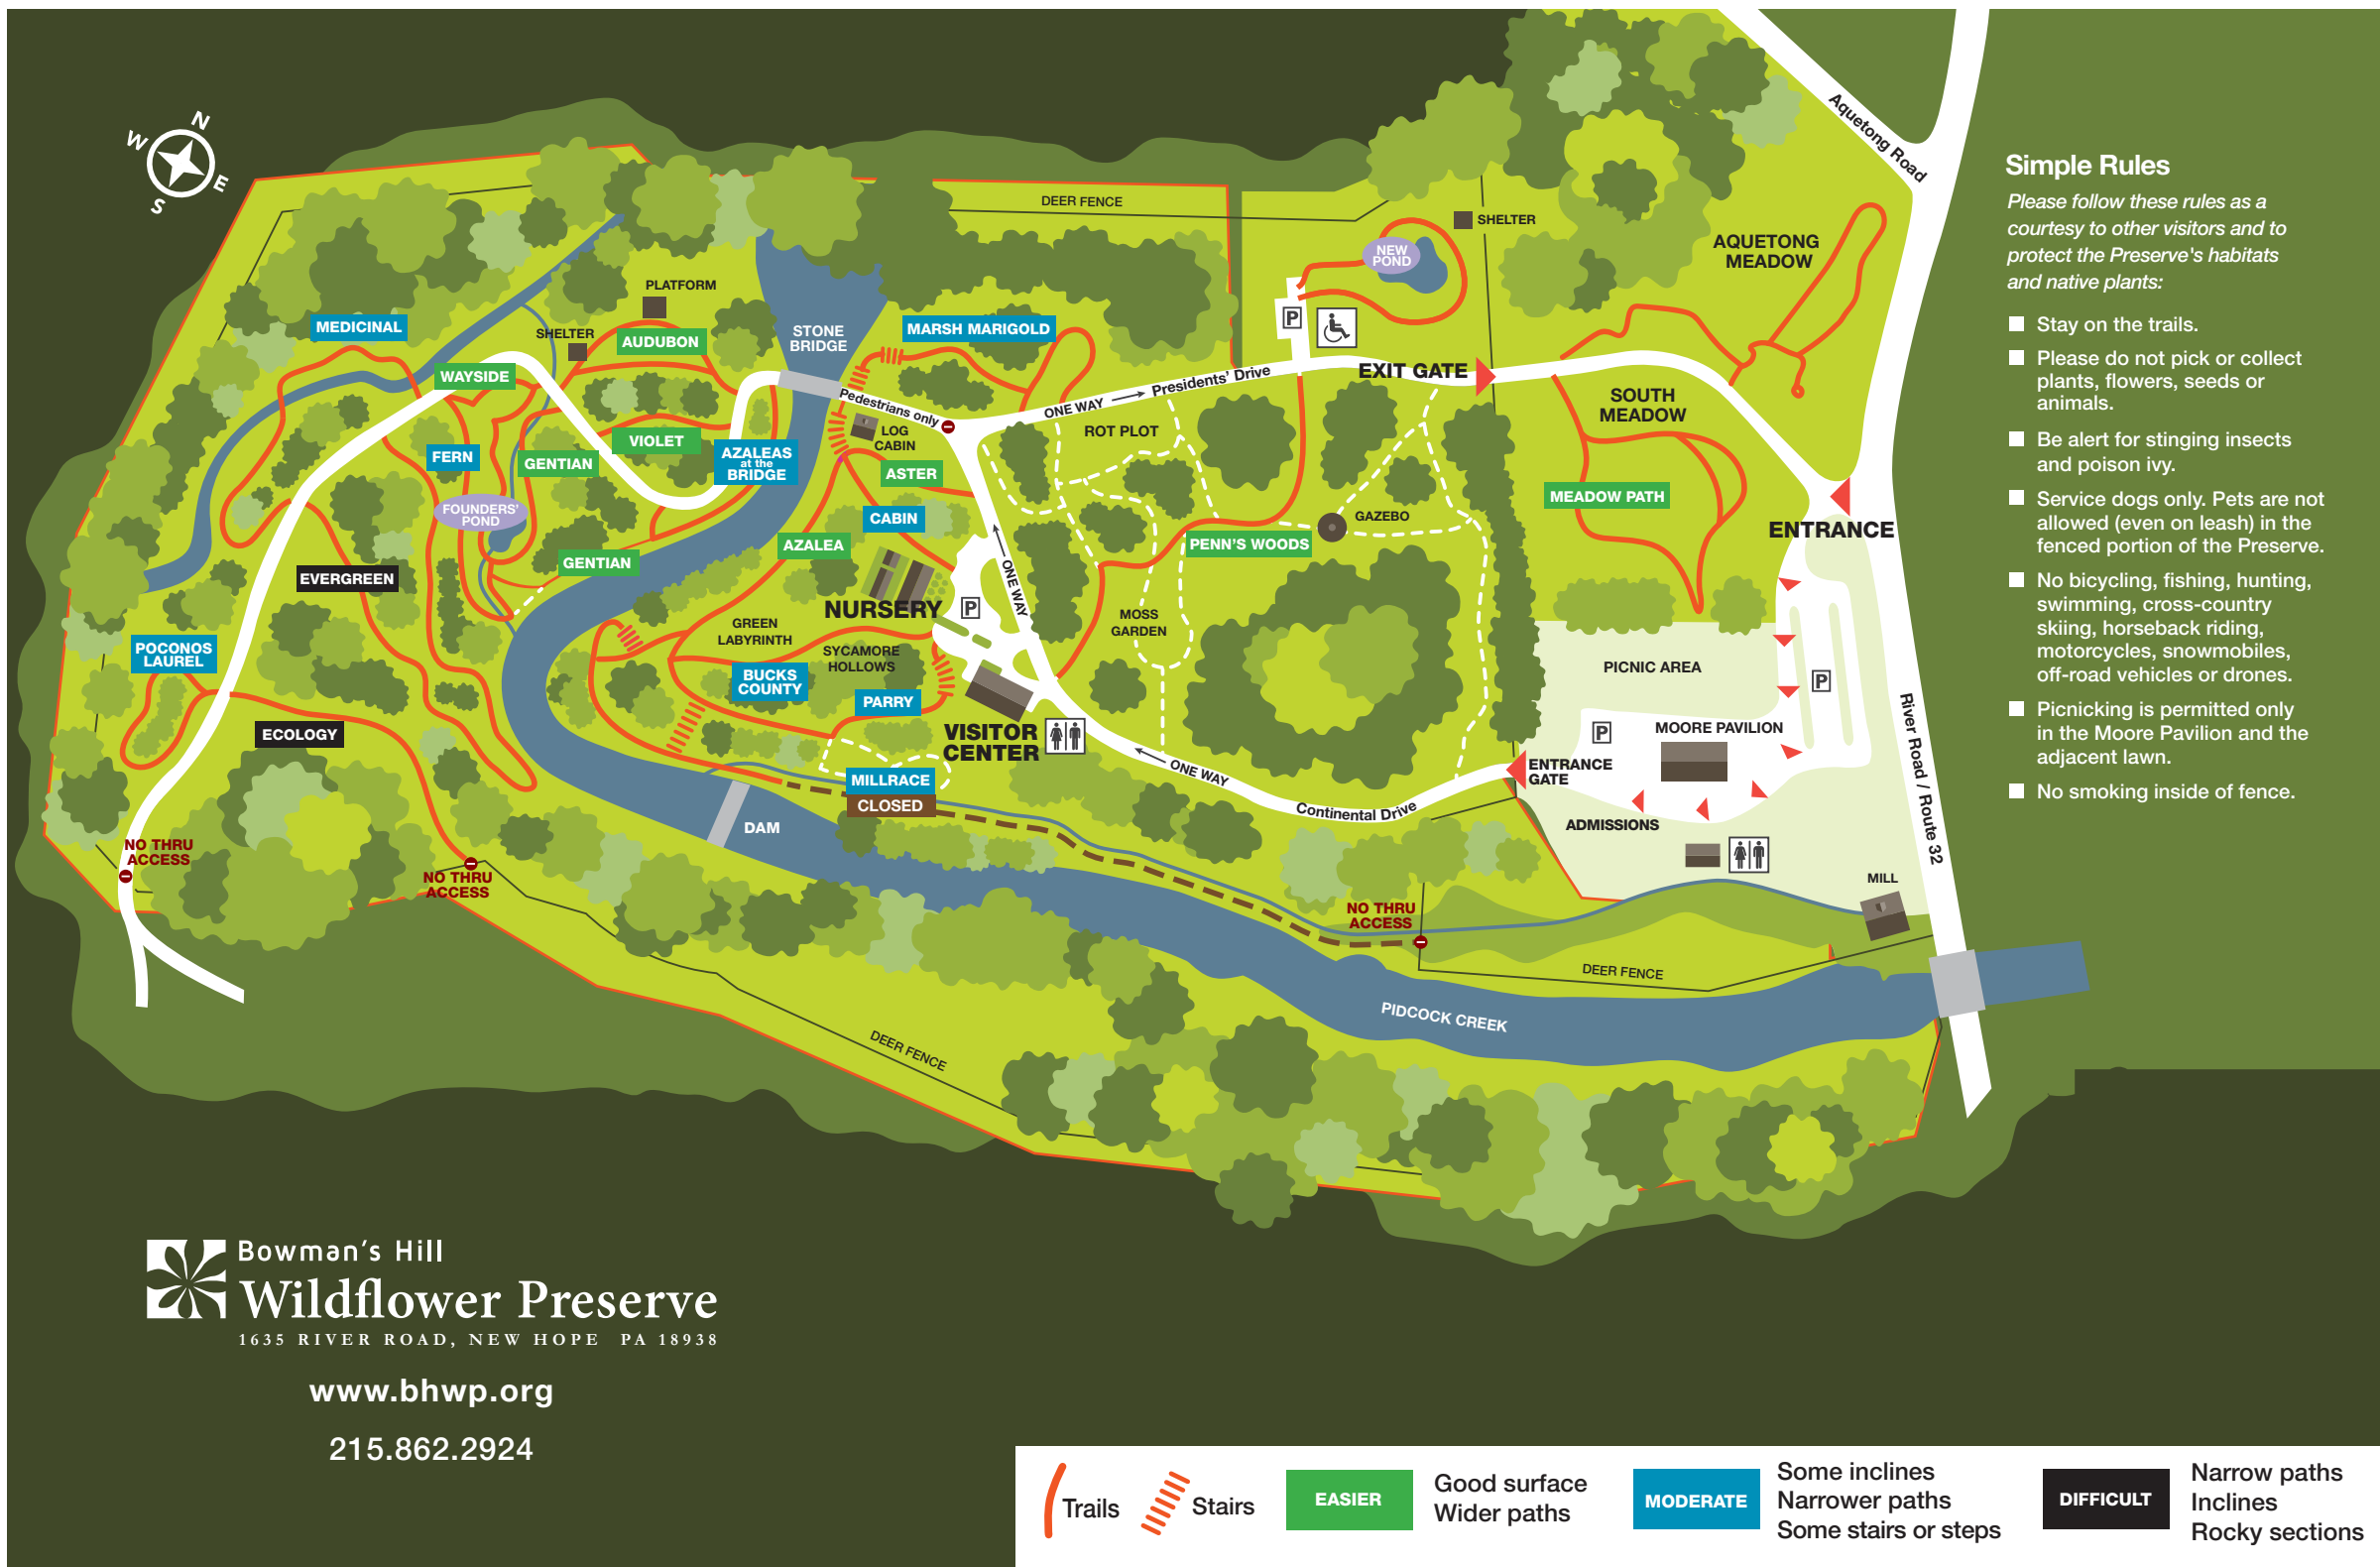 N
W
E
S
Aquetong Road
Simple Rules
Please follow these rules as a
courtesy to other visitors and to
protect the Preserve's habitats
and native plants:
Stay on the trails.
Please do not pick or collect
plants, flowers, seeds or
animals.
Be alert for stinging insects
and poison ivy.
Service dogs only. Pets are not
allowed (even on leash) in the
fenced portion of the Preserve.
No bicycling, fishing, hunting,
swimming, cross-country
skiing, horseback riding,
motorcycles, snowmobiles,
off-road vehicles or drones.
Picnicking is permitted only
in the Moore Pavilion and the
adjacent lawn.
No smoking inside of fence.
DEER FENCE
SHELTER
NEW
POND
AQUETONG
MEADOW
PLATFORM
SHELTER
AUDUBON
MEDICINAL
WAYSIDE
STONE
BRIDGE
MARSH MARIGOLD
P
EXIT GATE
Presidents' Drive
ONE WAY
Pedestrians only
LOG
CABIN
ROT PLOT
SOUTH
MEADOW
FERN
GENTIAN
VIOLET
AZALEAS
at the
BRIDGE
ASTER
MEADOW PATH
FOUNDERS'
POND
CABIN
GAZEBO
ENTRANCE
AZALEA
PENN'S WOODS
GENTIAN
EVERGREEN
ONE WAY
NURSERY
P
GREEN
LABYRINTH
MOSS
GARDEN
SYCAMORE
HOLLOWS
POCONOS
LAUREL
PICNIC AREA
P
BUCKS
COUNTY
PARRY
ECOLOGY
VISITOR
CENTER
P
MOORE PAVILION
River Road / Route 32
MILLRACE
CLOSED
ONE WAY
ENTRANCE
GATE
Continental Drive
DAM
ADMISSIONS
NO THRU
ACCESS
NO THRU
ACCESS
MILL
NO THRU
ACCESS
DEER FENCE
PIDCOCK CREEK
DEER FENCE
Bowman's Hill
Wildflower Preserve
1635 RIVER ROAD, NEW HOPE PA 18938
www.bhwp.org
215.862.2924
Trails
Stairs
EASIER
Good surface
Wider paths
MODERATE
Some inclines
Narrower paths
Some stairs or steps
DIFFICULT
Narrow paths
Inclines
Rocky sections